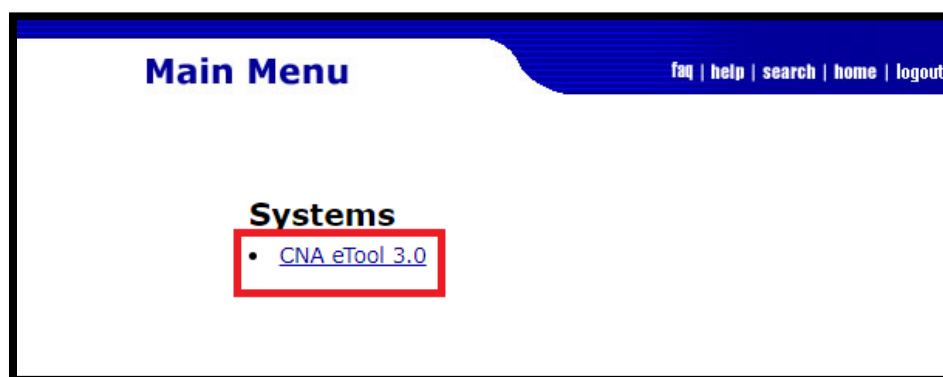 Main Menu
faq | help | search | home | logout
Systems
• CNA eTool 3.0